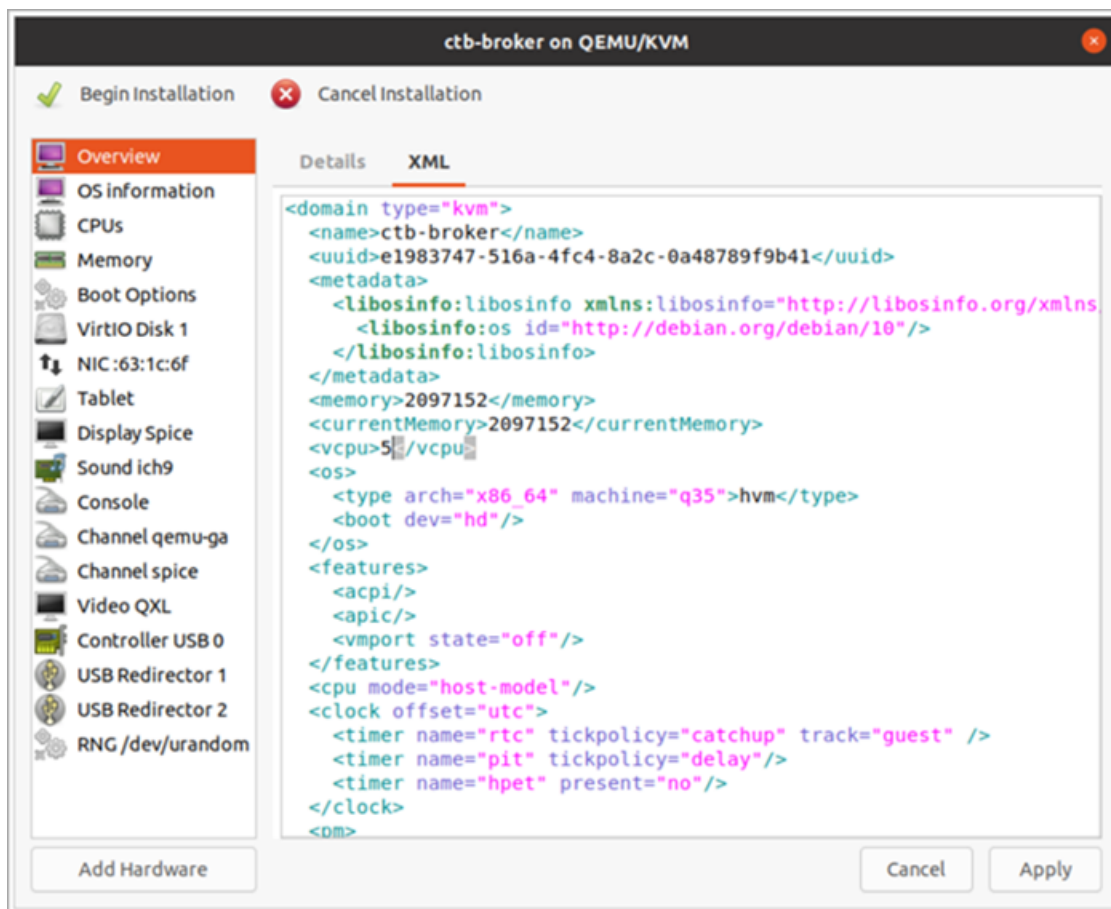 ctb-broker on QEMU/KVM
Begin Installation
Cancel Installation
Overview
OS information
CPUs
Memory
Boot Options
VirtIO Disk 1
NIC :63:1c:6f
Tablet
Display Spice
Sound ich9
Console
Channel qemu-ga
Channel spice
Video QXL
Controller USB 0
USB Redirector 1
USB Redirector 2
RNG /dev/urandom
Add Hardware
Details
XML
<domain type="kvm">
<name>ctb-broker</name>
<uuid>e1983747-516a-4fc4-8a2c-0a48789f9b41</uuid>
<metadata>
<libosinfo:libosinfo xmlns:libosinfo="http://libosinfo.org/xmlns
<libosinfo:os id="http://debian.org/debian/10"/>
</libosinfo:libosinfo>
</metadata>
<memory>2097152</memory>
<currentMemory>2097152</currentMemory>
<vcpu>5</vcpu>
<os>
<type arch="x86_64" machine="q35">hvm</type>
<boot dev="hd"/>
</os>
<features>
<acpi/>
<apic/>
<vmport state="off"/>
</features>
<cpu mode="host-model"/>
<clock offset="utc">
<timer name="rtc" tickpolicy="catchup" track="guest" />
<timer name="pit" tickpolicy="delay"/>
<timer name="hpet" present="no"/>
</clock>
<pm>
Cancel
Apply